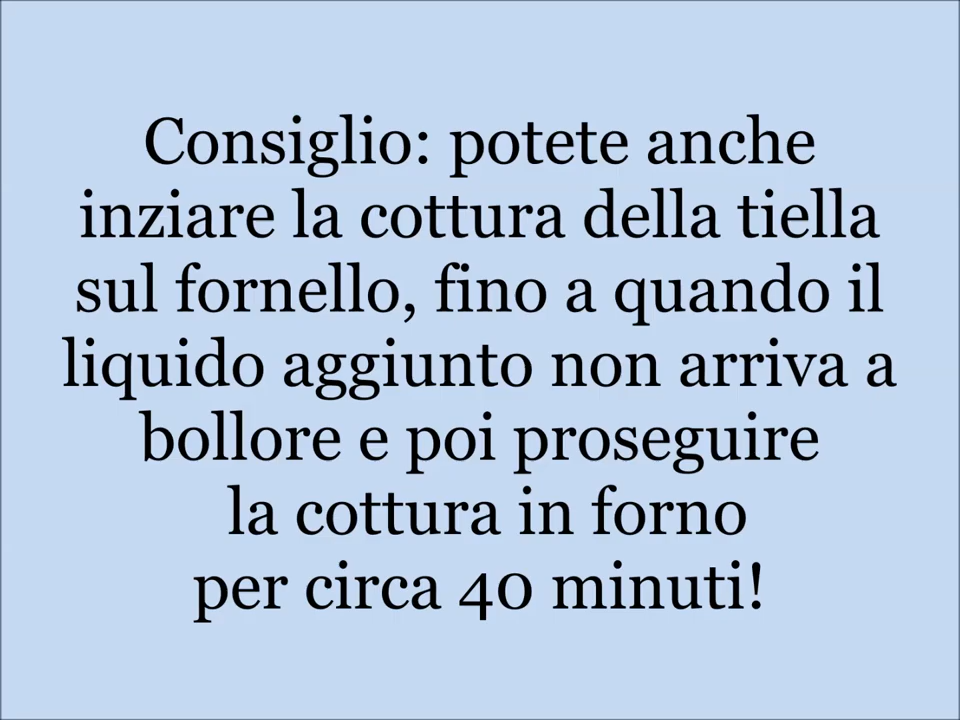 Consiglio: potete anche
inziare la cottura della tiella
sul fornello, fino a quando il
liquido aggiunto non arriva a
bollore e poi proseguire
la cottura in forno
per circa 40 minuti!